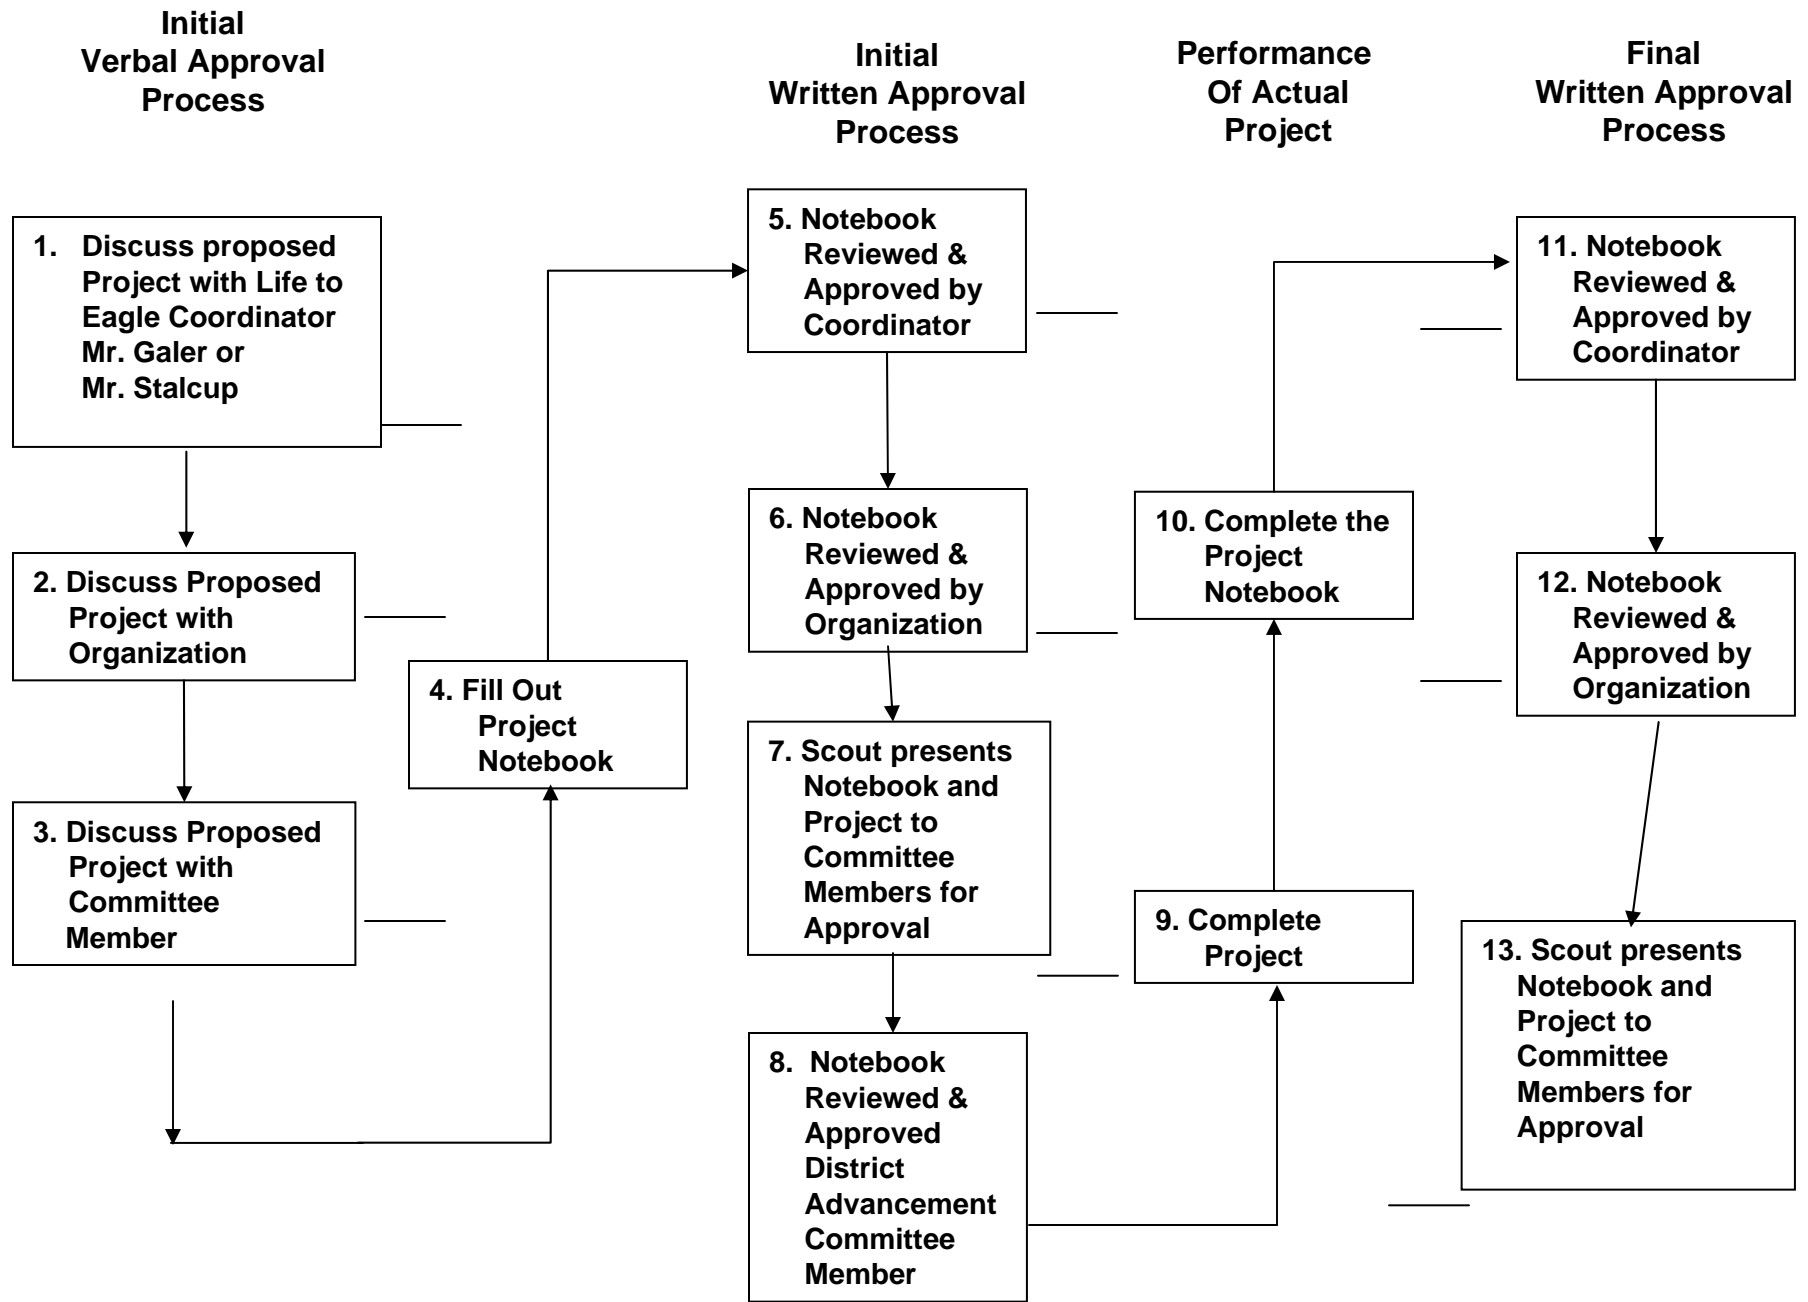 Initial
Verbal Approval
Process
Initial
Written Approval
Process
Performance
Of Actual
Project
Final
Written Approval
Process
1. Discuss proposed
Project with Life to
Eagle Coordinator
Mr. Galer or
Mr. Stalcup
2. Discuss Proposed
Project with
Organization
3. Discuss Proposed
Project with
Committee
Member
4. Fill Out
Project
Notebook
5. Notebook
Reviewed &
Approved by
Coordinator
6. Notebook
Reviewed &
Approved by
Organization
7. Scout presents
Notebook and
Project to
Committee
Members for
Approval
8. Notebook
Reviewed &
Approved
District
Advancement
Committee
Member
9. Complete
Project
10. Complete the
Project
Notebook
11. Notebook
Reviewed &
Approved by
Coordinator
12. Notebook
Reviewed &
Approved by
Organization
13. Scout presents
Notebook and
Project to
Committee
Members for
Approval